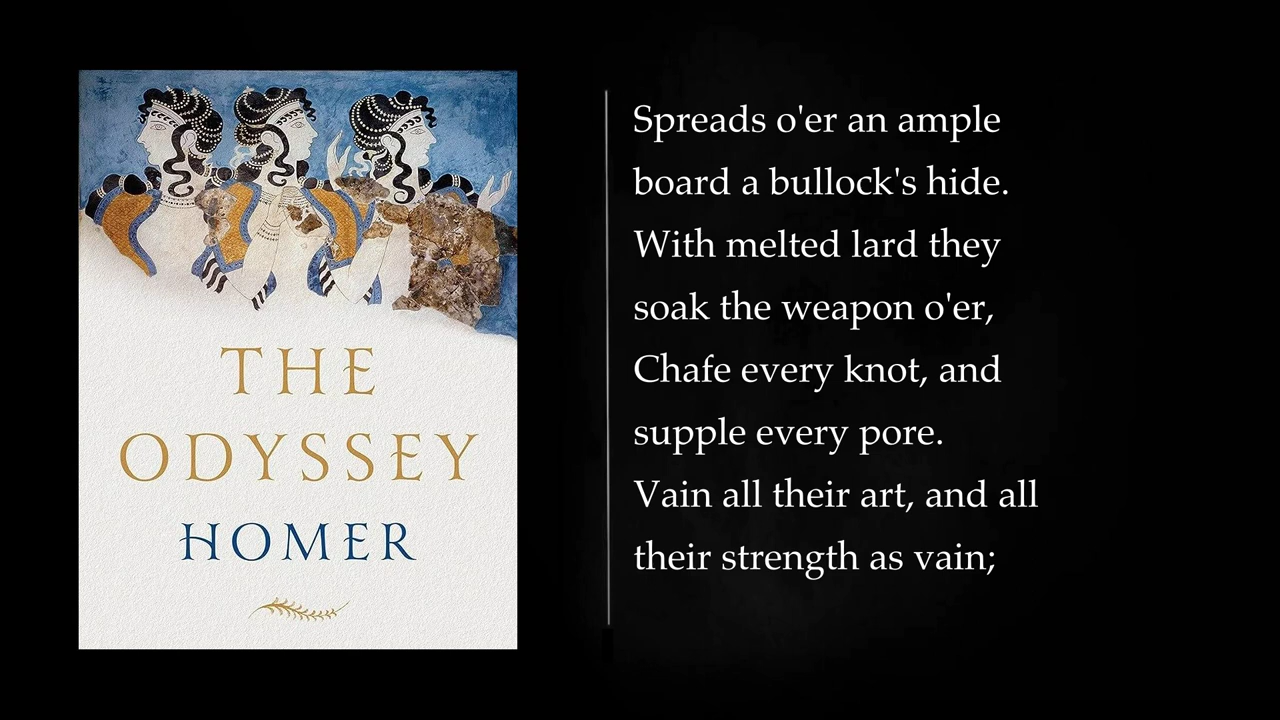 THE
ODYSSEY
HOMER
Spreads o'er an ample
board a bullock's hide.
With melted lard they
soak the weapon o'er,
Chafe every knot, and
supple every pore.
Vain all their art, and all
their strength as vain;